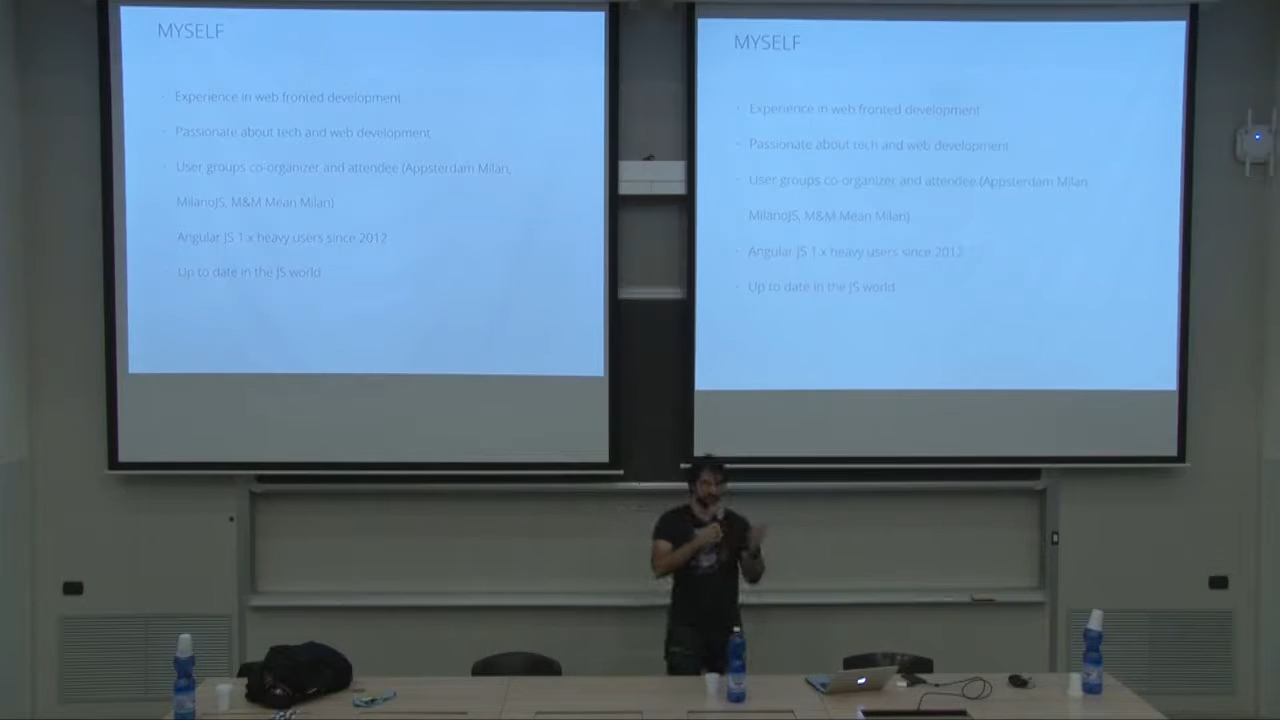 MYSELF
Experience in web fronted development
Passionate about tech and web development
User groups co-organizer and attendee (Appsterdam Milan,
MilanoJS, M&M Mean Milan)
Angular JS 1.x heavy users since 2012
Up to date in the JS world
MYSELF
Experience in web fronted development
Passionate about tech and web development
User groups co-organizer and attendee (Appsterdam Milan
MilanoJS, M&M Mean Milan)
Angular JS 1.x heavy users since 2012
Up to date in the JS world